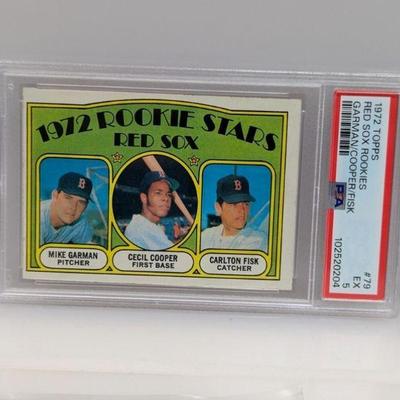 1972 ROOKIE STARS
RED SOX
B
B
B
MIKE GARMAN
PITCHER
CECIL COOPER
FIRST BASE
CARLTON FISK
CATCHER
1972 TOPPS
RED SOX ROOKIES
GARMAN/COOPER/FISK
#79
EX
5
PSA
102520204